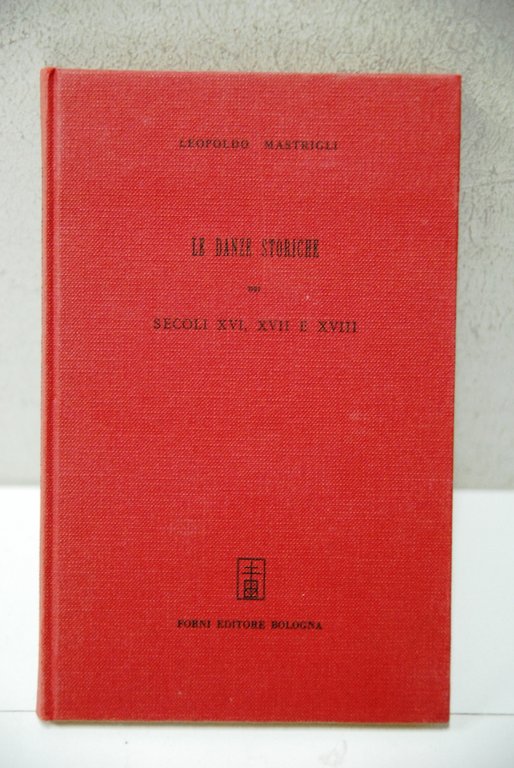 LEOPOLDO MASTRIGLI
LE DANZE STORICHE
DEI
SECOLI XVI, XVII E XVIII
FORNI EDITORE BOLOGNA